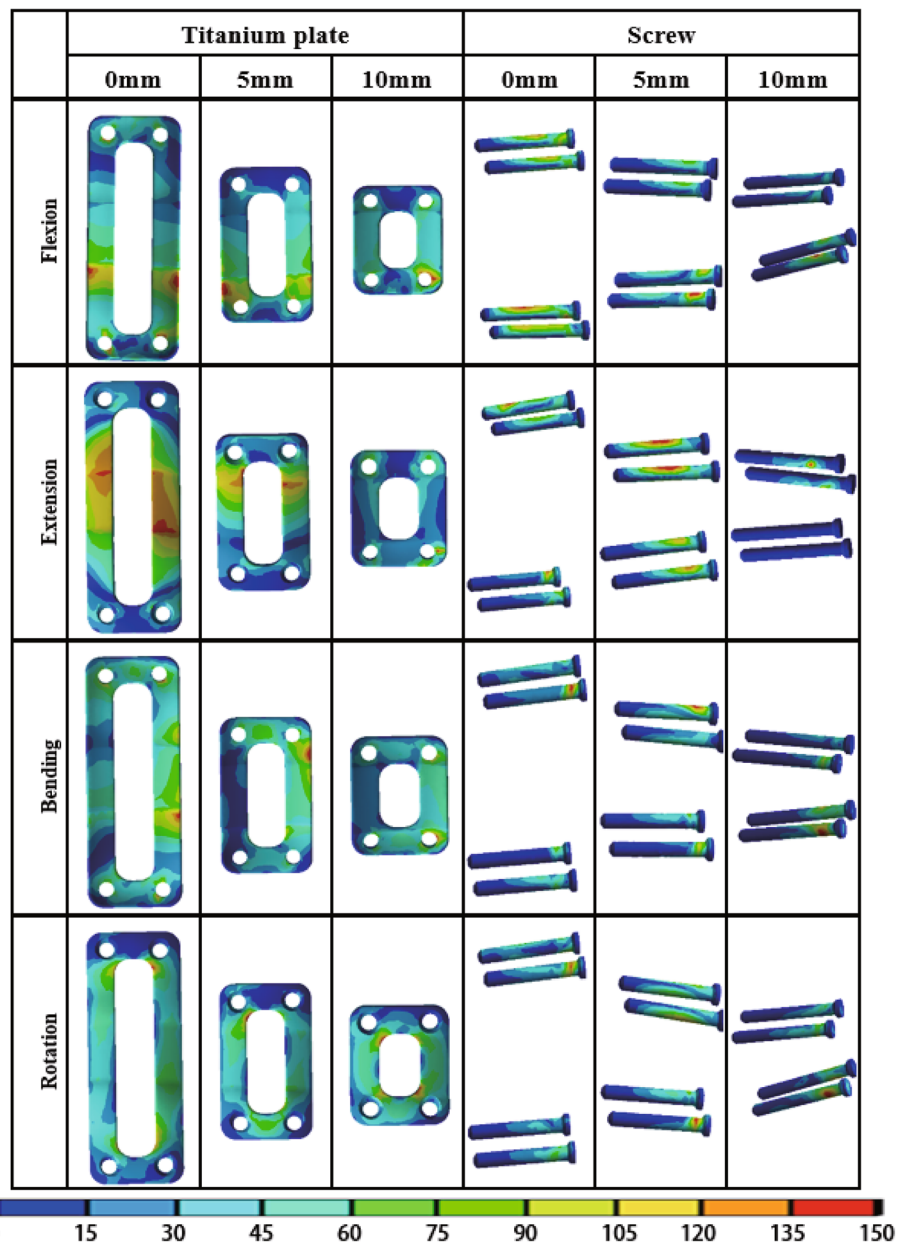 Titanium plate Screw
0mm 5mm 10mm 0mm 5mm 10mm
Flexion
Extension
Bending
Rotation
15 30 45 60 75 90 105 120 135 150